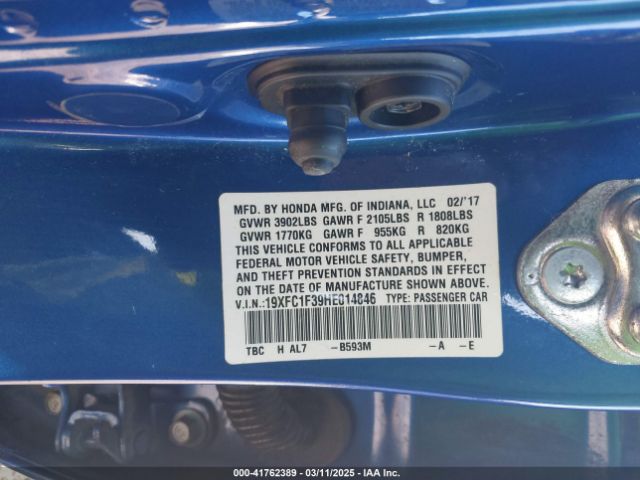 MFD. BY HONDA MFG. OF INDIANA, LLC 02/'17
GVWR 3902LBS GAWR F 2105LBS R 1808LBS
GVWR 1770KG GAWR F 955KG R 820KG
THIS VEHICLE CONFORMS TO ALL APPLICABLE
FEDERAL MOTOR VEHICLE SAFETY, BUMPER,
AND THEFT PREVENTION STANDARDS IN EFFECT
ON THE DATE OF MANUFACTURE SHOWN ABOVE.
V.I.N.:19XFC1F39HE014846 TYPE: PASSENGER CAR
TBC H AL7 -B593M -A -E
000-41762389 - 03/11/2025 - IAA Inc.